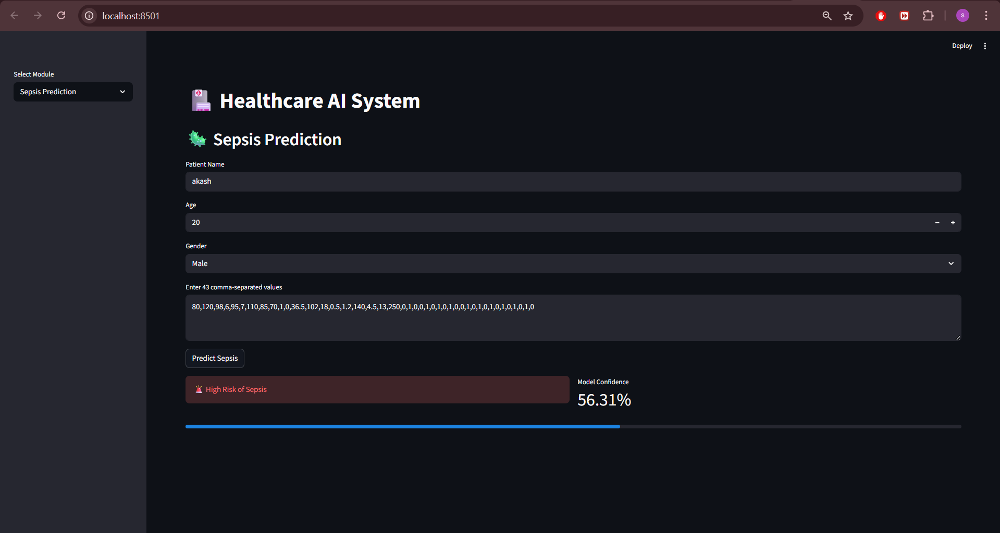 localhost:8501
S
Deploy
Select Module
Sepsis Prediction
Healthcare AI System
Sepsis Prediction
Patient Name
akash
Age
20
Gender
Male
Enter 43 comma-separated values
80,120,98,6,95,7,110,85,70,1,0,36.5,102,18,0.5,1.2,140,4.5,13,250,0,1,0,0,1,0,1,0,1,0,0,1,0,1,0,1,0,1,0,1,0,1,0
Predict Sepsis
High Risk of Sepsis
Model Confidence
56.31%